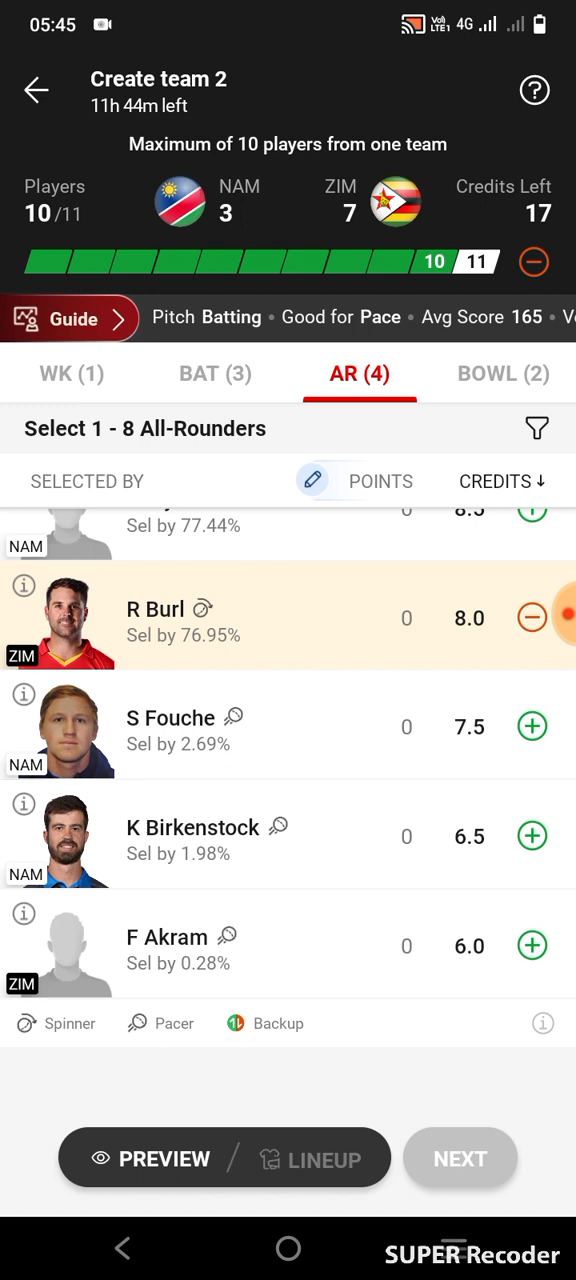 05:45 Vo) LTE1 4G
Create team 2
11h 44m left
Maximum of 10 players from one team
Players NAM ZIM Credits Left
10/11 3 7 17
10 11
Guide Pitch Batting • Good for Pace • Avg Score 165 • V
WK (1) BAT (3) AR (4) BOWL (2)
Select 1 - 8 All-Rounders
SELECTED BY POINTS CREDITS↓
0 8.5
Sel by 77.44%
NAM
R Burl
0 8.0
Sel by 76.95%
ZIM
S Fouche
0 7.5
Sel by 2.69%
NAM
K Birkenstock
0 6.5
Sel by 1.98%
NAM
F Akram
0 6.0
Sel by 0.28%
ZIM
Spinner Pacer Backup
PREVIEW / LINEUP NEXT
SUPER Recoder